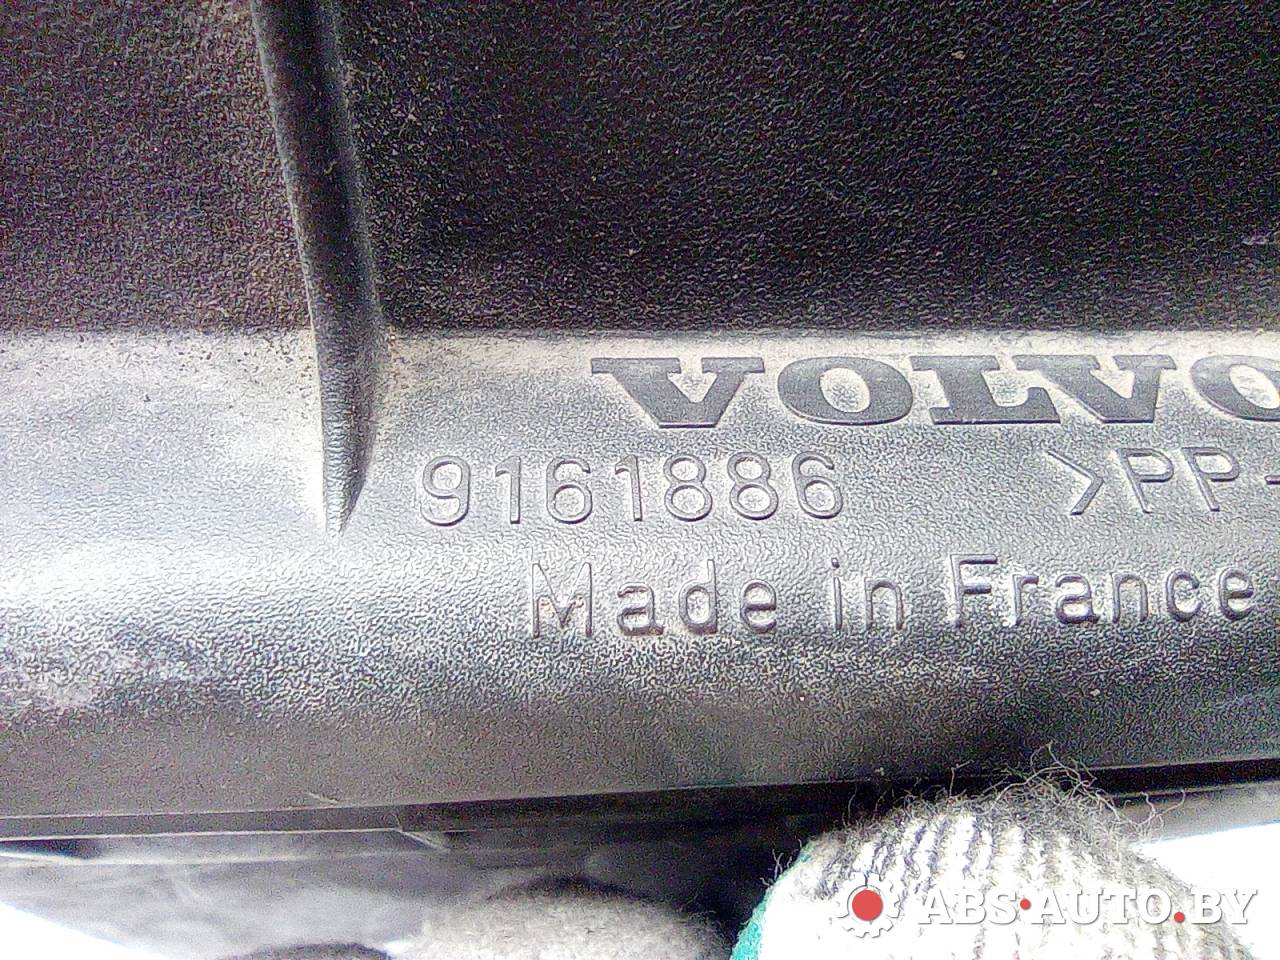 VOLVO
9161886 >PP-
Made in France
ABS•AUTO.BY